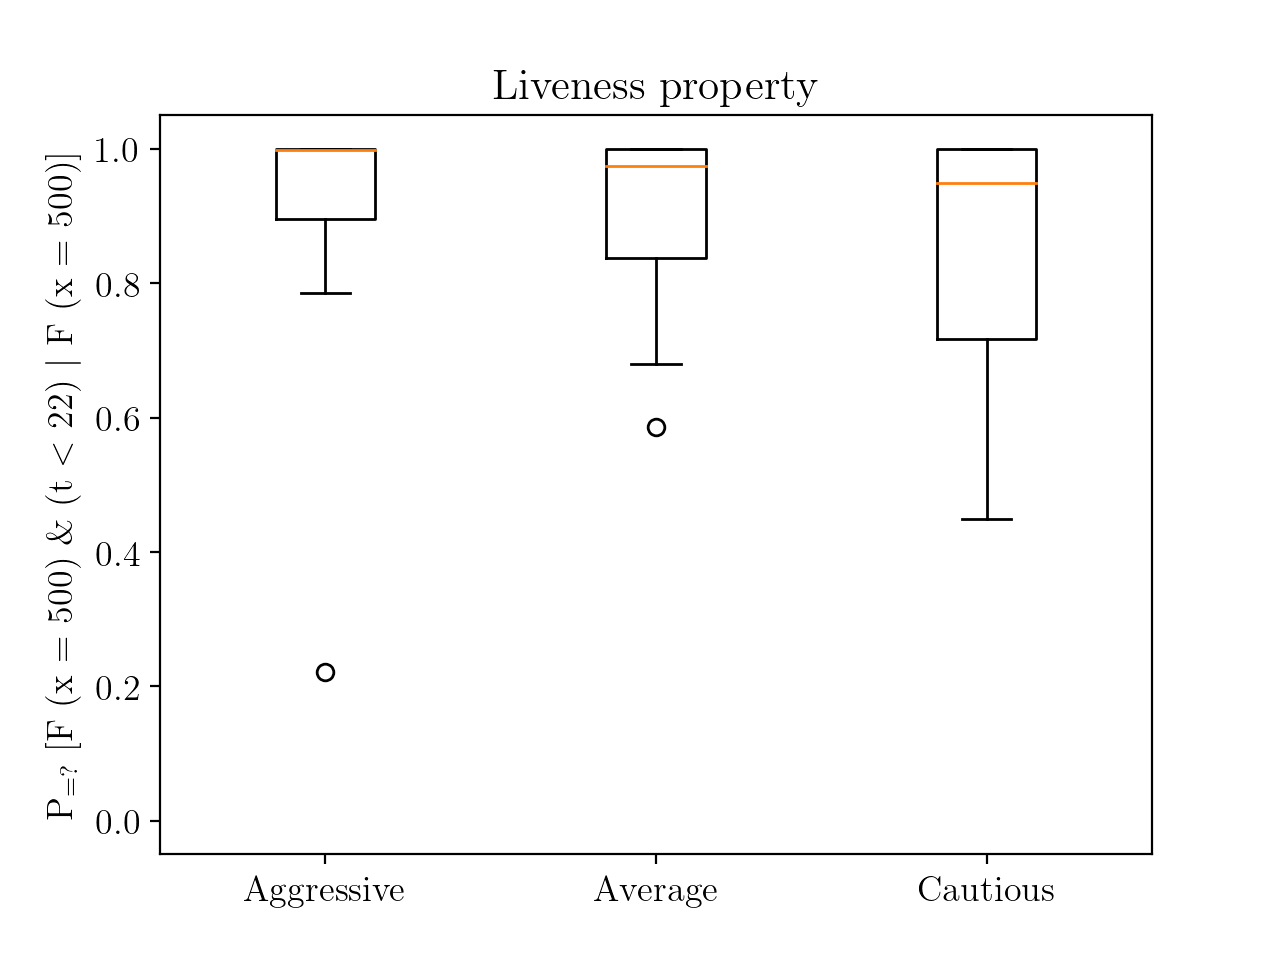 Liveness property
P=? [F (x = 500) & (t < 22) | F (x = 500)]
1.0
0.8
0.6
0.4
0.2
0.0
Aggressive
Average
Cautious